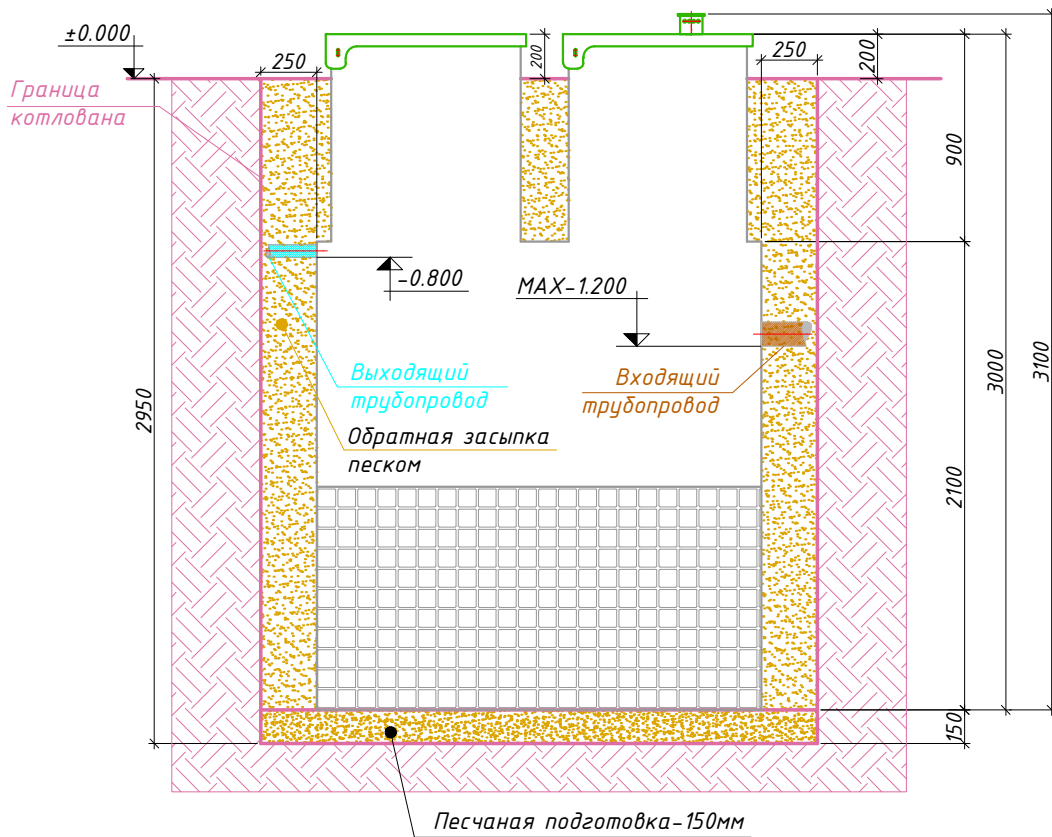 ±0.000
250
200
250
200
3100
Граница
котлована
900
-0.800
MAX-1.200
3000
2950
Выходящий
трубопровод
Входящий
трубопровод
Обратная засыпка
песком
2100
150
Песчаная подготовка-150мм